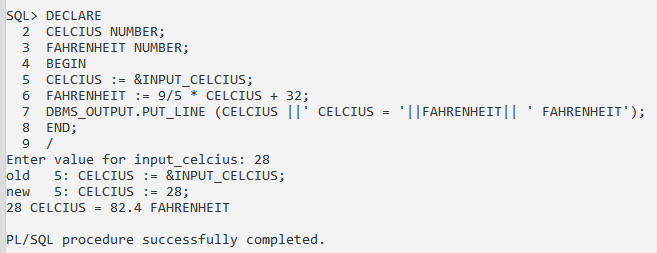 SQL> DECLARE
  2  CELCIUS NUMBER;
  3  FAHRENHEIT NUMBER;
  4  BEGIN
  5  CELCIUS := &INPUT_CELCIUS;
  6  FAHRENHEIT := 9/5 * CELCIUS + 32;
  7  DBMS_OUTPUT.PUT_LINE (CELCIUS ||' CELCIUS = '||FAHRENHEIT|| ' FAHRENHEIT');
  8  END;
  9  /
Enter value for input_celcius: 28
old   5: CELCIUS := &INPUT_CELCIUS;
new   5: CELCIUS := 28;
28 CELCIUS = 82.4 FAHRENHEIT

PL/SQL procedure successfully completed.